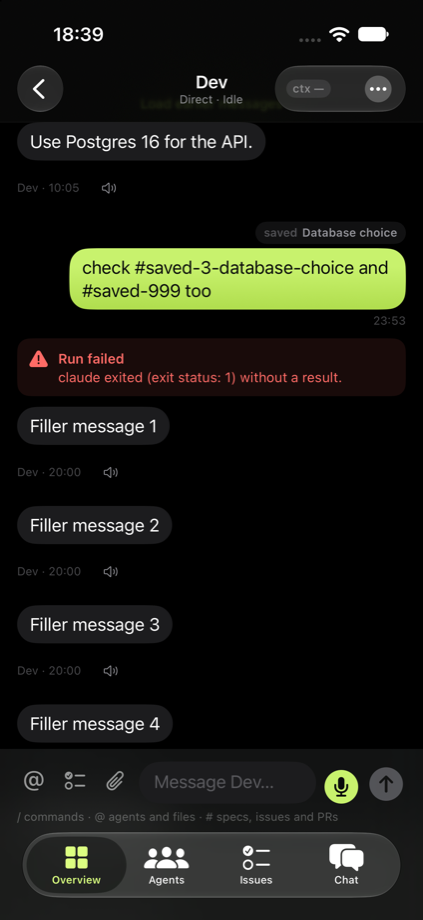 18:39
Dev
Direct · Idle
ctx —
Use Postgres 16 for the API.
Dev · 10:05
saved Database choice
check #saved-3-database-choice and
#saved-999 too
23:53
Run failed
claude exited (exit status: 1) without a result.
Filler message 1
Dev · 20:00
Filler message 2
Dev · 20:00
Filler message 3
Dev · 20:00
Filler message 4
Message Dev...
/ commands · @ agents and files · # specs, issues and PRs
Overview
Agents
Issues
Chat